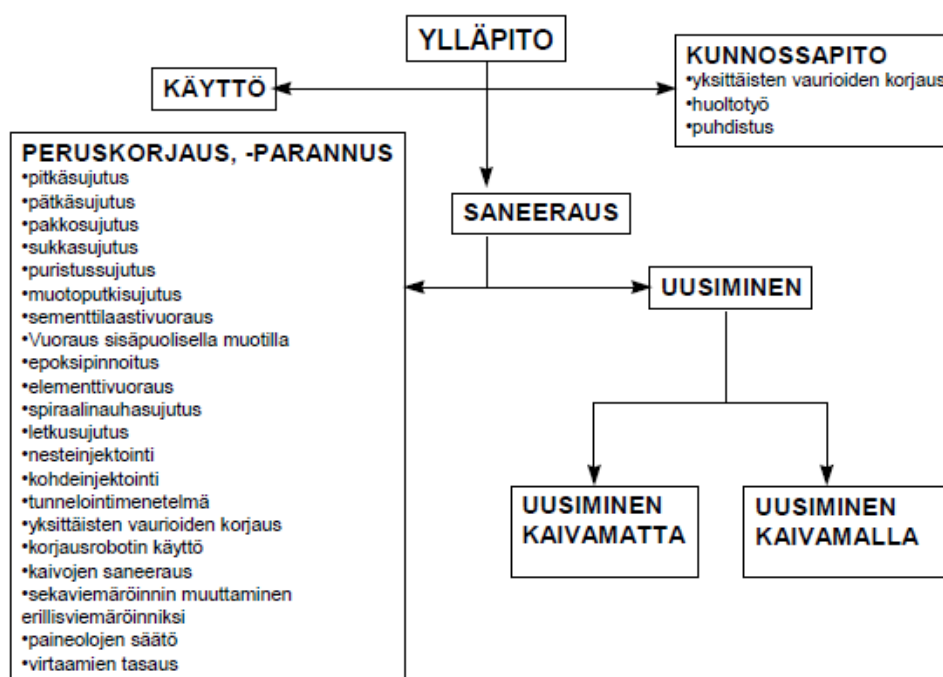 YLLÄPITO
KÄYTTÖ
KUNNOSSAPITO
•yksittäisten vaurioiden korjaus
•huoltotyö
•puhdistus
PERUSKORJAUS, -PARANNUS
•pitkäsujutus
•pätkäsujutus
•pakkosujutus
•sukkasujutus
•puristussujutus
•muotoputkisujutus
•sementtilaastivuoraus
•Vuoraus sisäpuolisella muotilla
•epoksipinnoitus
•elementtivuoraus
•spiraalinauhasujutus
•letkusujutus
•nesteinjektointi
•kohdeinjektointi
•tunnelointimenetelmä
•yksittäisten vaurioiden korjaus
•korjausrobotin käyttö
•kaivojen saneeraus
•sekaviemäröinnin muuttaminen
erillisviemäröinniksi
•paineolojen säätö
•virtaamien tasaus
SANEERAUS
UUSIMINEN
UUSIMINEN
KAIVAMATTA
UUSIMINEN
KAIVAMALLA